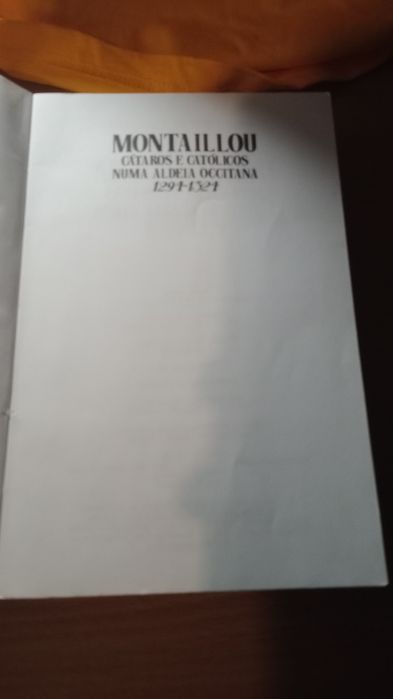 MONTAILLOU
CÁTAROS E CATÓLICOS
NUMA ALDEIA OCCITANA
1294-1324